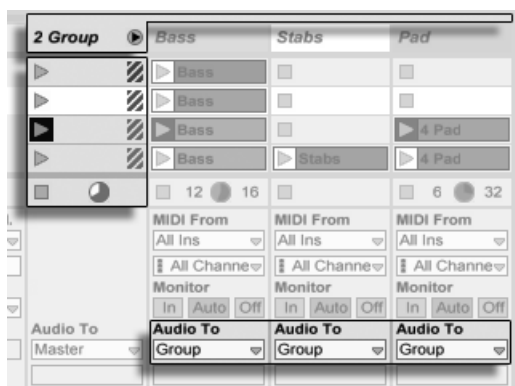 2 Group Bass Stabs Pad
Bass
Bass
Bass 4 Pad
Bass Stabs 4 Pad
12 16 6 32
MIDI From MIDI From MIDI From
All Ins All Ins All Ins
All Channe All Channe All Channe
Monitor Monitor Monitor
In Auto Off In Auto Off In Auto Off
Audio To Audio To Audio To Audio To
Master Group Group Group